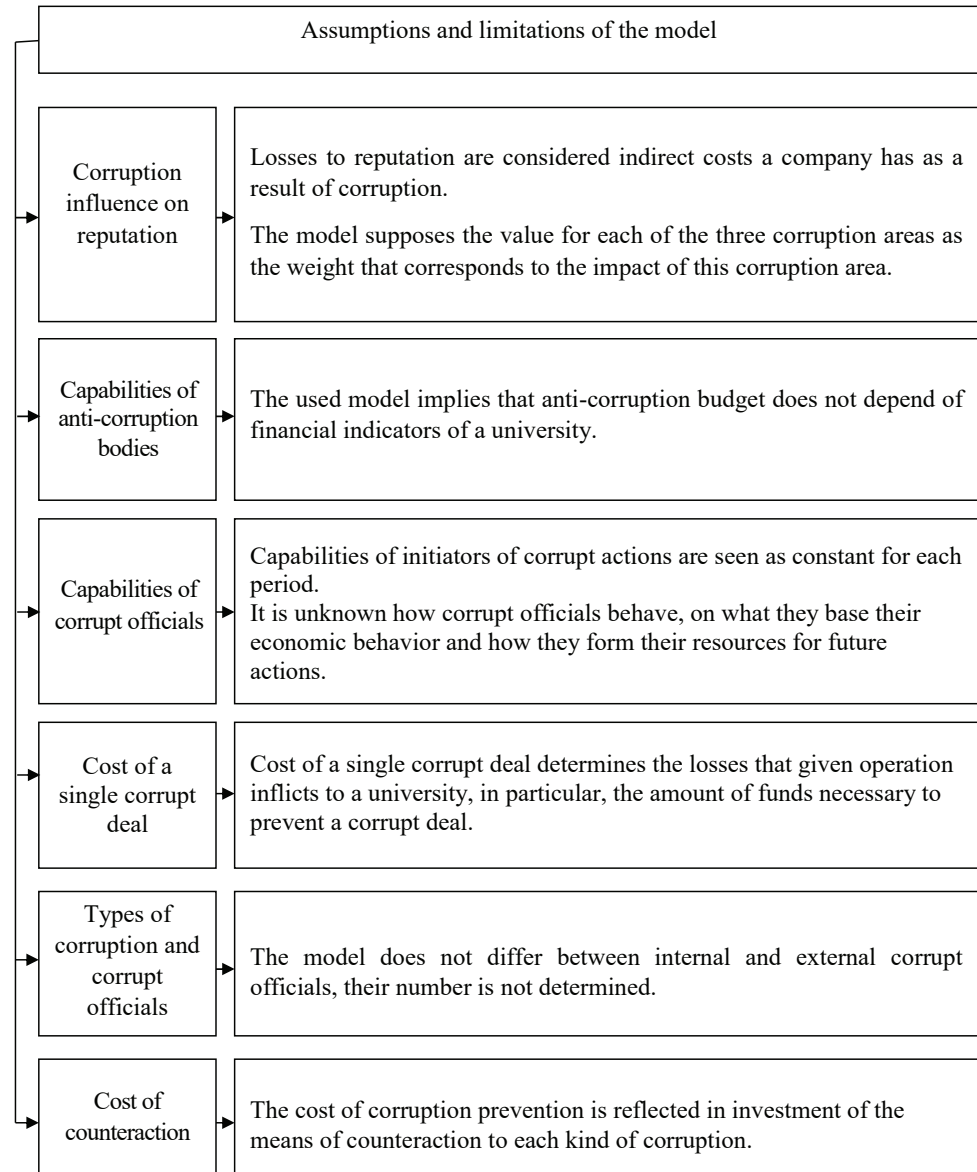 Assumptions and limitations of the model
Corruption
influence on
reputation
Losses to reputation are considered indirect costs a company has as a
result of corruption.
The model supposes the value for each of the three corruption areas as
the weight that corresponds to the impact of this corruption area.
Capabilities of
anti-corruption
bodies
The used model implies that anti-corruption budget does not depend of
financial indicators of a university.
Capabilities of
corrupt officials
Capabilities of initiators of corrupt actions are seen as constant for each
period.
It is unknown how corrupt officials behave, on what they base their
economic behavior and how they form their resources for future
actions.
Cost of a
single corrupt
deal
Cost of a single corrupt deal determines the losses that given operation
inflicts to a university, in particular, the amount of funds necessary to
prevent a corrupt deal.
Types of
corruption and
corrupt
officials
The model does not differ between internal and external corrupt
officials, their number is not determined.
Cost of
counteraction
The cost of corruption prevention is reflected in investment of the
means of counteraction to each kind of corruption.